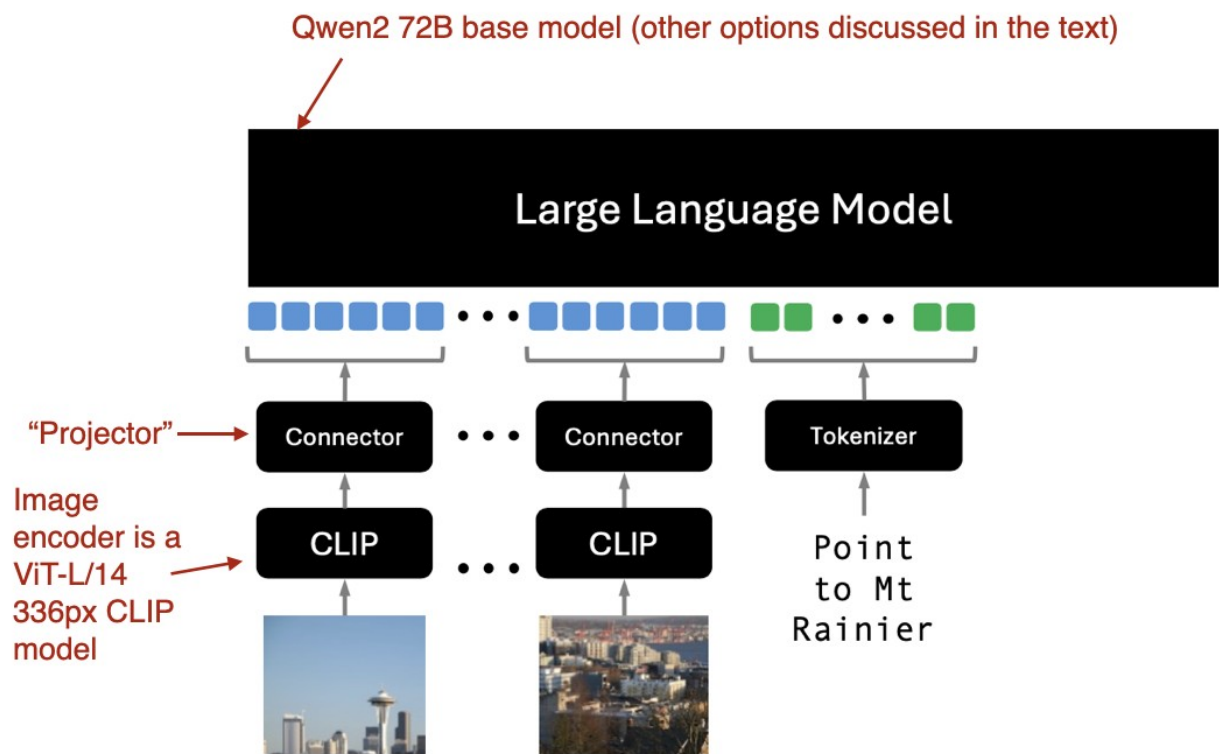 Qwen2 72B base model (other options discussed in the text)
Large Language Model
“Projector”
Connector
Connector
Tokenizer
Image
encoder is a
ViT-L/14
336px CLIP
model
CLIP
CLIP
Point
to Mt
Rainier